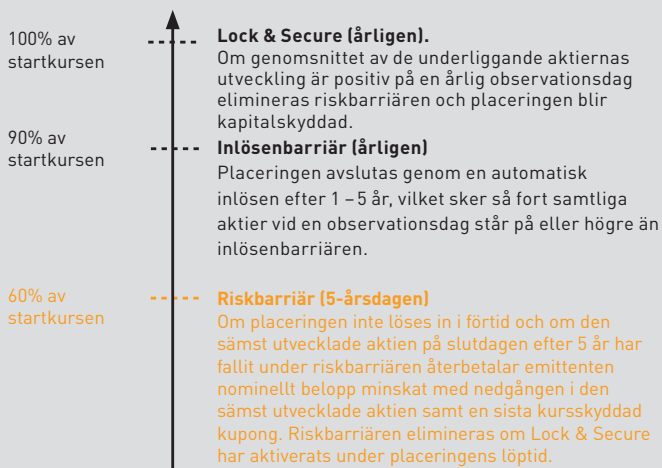 100% av
startkursen
Lock & Secure (årligen).
Om genomsnittet av de underliggande aktiernas
utveckling är positiv på en årlig observationsdag
elimineras riskbarriären och placeringen blir
kapitalskyddad.
90% av
startkursen
Inlösenbarriär (årligen)
Placeringen avslutas genom en automatisk
inlösen efter 1 – 5 år, vilket sker så fort samtliga
aktier vid en observationsdag står på eller högre än
inlösenbarriären.
60% av
startkursen
Riskbarriär (5-årsdagen)
Om placeringen inte löses in i förtid och om den
sämst utvecklade aktien på slutdagen efter 5 år har
fallit under riskbarriären återbetalar emittenten
nominellt belopp minskat med nedgången i den
sämst utvecklade aktien samt en sista kursskyddad
kupong. Riskbarriären elimineras om Lock & Secure
har aktiverats under placeringens löptid.